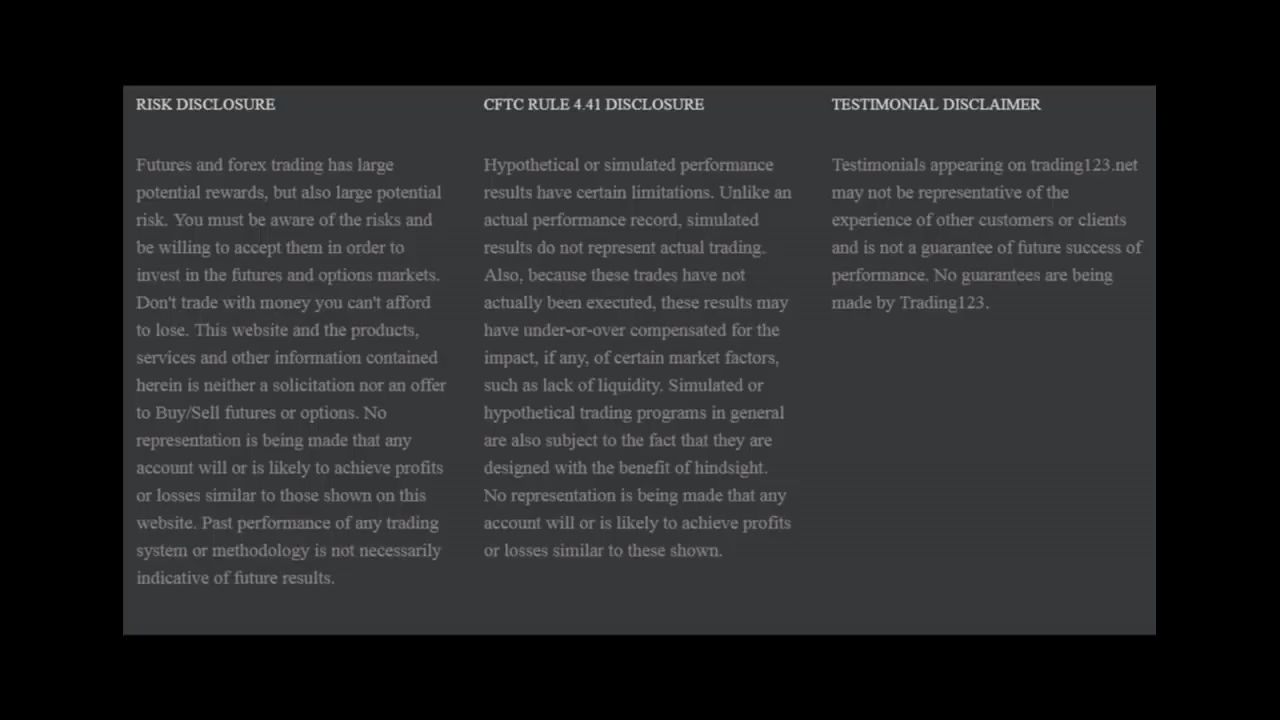 RISK DISCLOSURE
Futures and forex trading has large
potential rewards, but also large potential
risk. You must be aware of the risks and
be willing to accept them in order to
invest in the futures and options markets.
Don't trade with money you can't afford
to lose. This website and the products,
services and other information contained
herein is neither a solicitation nor an offer
to Buy/Sell futures or options. No
representation is being made that any
account will or is likely to achieve profits
or losses similar to those shown on this
website. Past performance of any trading
system or methodology is not necessarily
indicative of future results.
CFTC RULE 4.41 DISCLOSURE
Hypothetical or simulated performance
results have certain limitations. Unlike an
actual performance record, simulated
results do not represent actual trading.
Also, because these trades have not
actually been executed, these results may
have under-or-over compensated for the
impact, if any, of certain market factors,
such as lack of liquidity. Simulated or
hypothetical trading programs in general
are also subject to the fact that they are
designed with the benefit of hindsight.
No representation is being made that any
account will or is likely to achieve profits
or losses similar to these shown.
TESTIMONIAL DISCLAIMER
Testimonials appearing on trading123.net
may not be representative of the
experience of other customers or clients
and is not a guarantee of future success of
performance. No guarantees are being
made by Trading123.